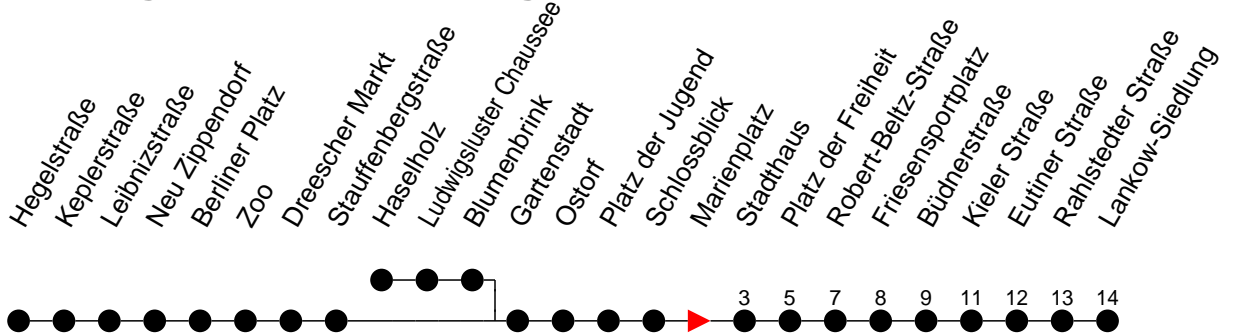 Hegelstraße
Keplerstraße
Leibnizstraße
Neu Zippendorf
Berliner Platz
Zoo
Dreescher Markt
Stauffenbergstraße
Haselholz
Ludwigsluster Chaussee
Blumenbrink
Gartenstadt
Ostorf
Platz der Jugend
Schlossblick
Marienplatz
Stadthaus
Platz der Freiheit
Robert-Beltz-Straße
Friesensportplatz
Büdnerstraße
Kieler Straße
Eutiner Straße
Rahlstedter Straße
Lankow-Siedlung
3 5 7 8 9 11 12 13 14